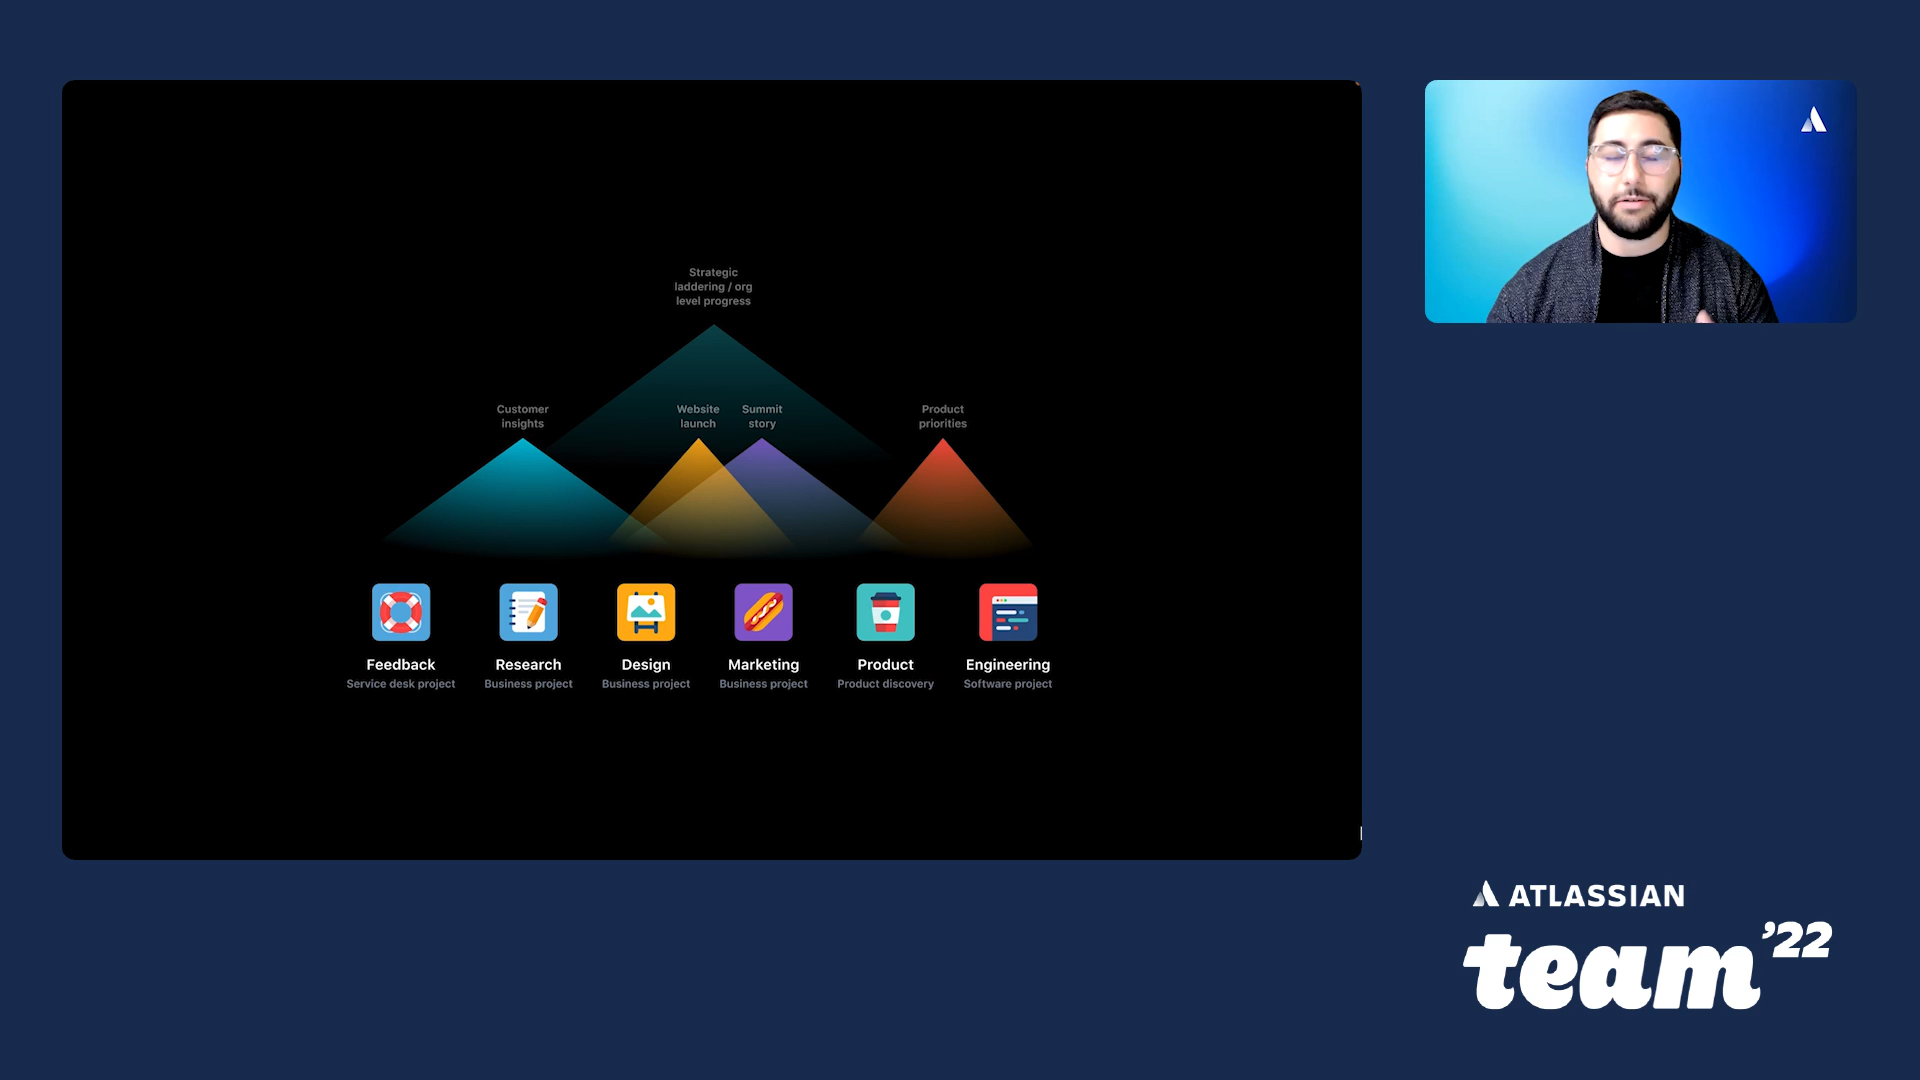 Strategic
laddering / org
level progress
Customer
insights
Website
launch
Summit
story
Product
priorities
Feedback
Service desk project
Research
Business project
Design
Business project
Marketing
Business project
Product
Product discovery
Engineering
Software project
ATLASSIAN
team '22